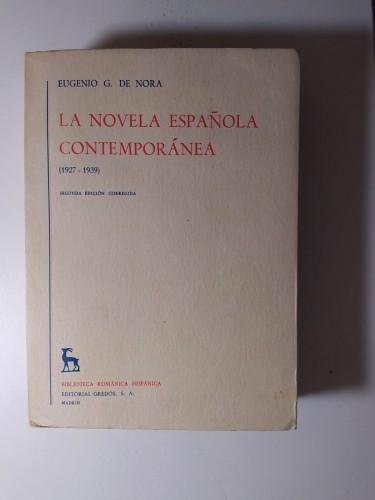 EUGENIO G. DE NORA
LA NOVELA ESPAÑOLA
CONTEMPORÁNEA
(1927 - 1939)
SEGUNDA EDICIÓN CORREGIDA
BIBLIOTECA ROMÁNICA HISPÁNICA
EDITORIAL GREDOS, S. A.
MADRID